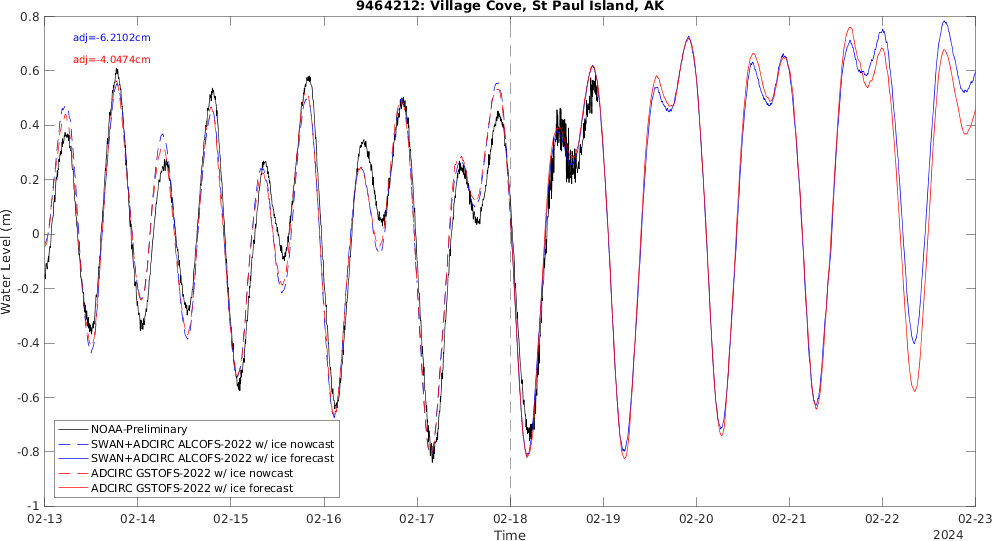 9464212: Village Cove, St Paul Island, AK
adj=-6.2102cm
adj=-4.0474cm
Water Level (m)
0.8
0.6
0.4
0.2
0
-0.2
-0.4
-0.6
-0.8
-1
NOAA-Preliminary
SWAN+ADCIRC ALCOFS-2022 w/ ice nowcast
SWAN+ADCIRC ALCOFS-2022 w/ ice forecast
ADCIRC GSTOFS-2022 w/ ice nowcast
ADCIRC GSTOFS-2022 w/ ice forecast
02-13 02-14 02-15 02-16 02-17 02-18 02-19 02-20 02-21 02-22 02-23
Time
2024